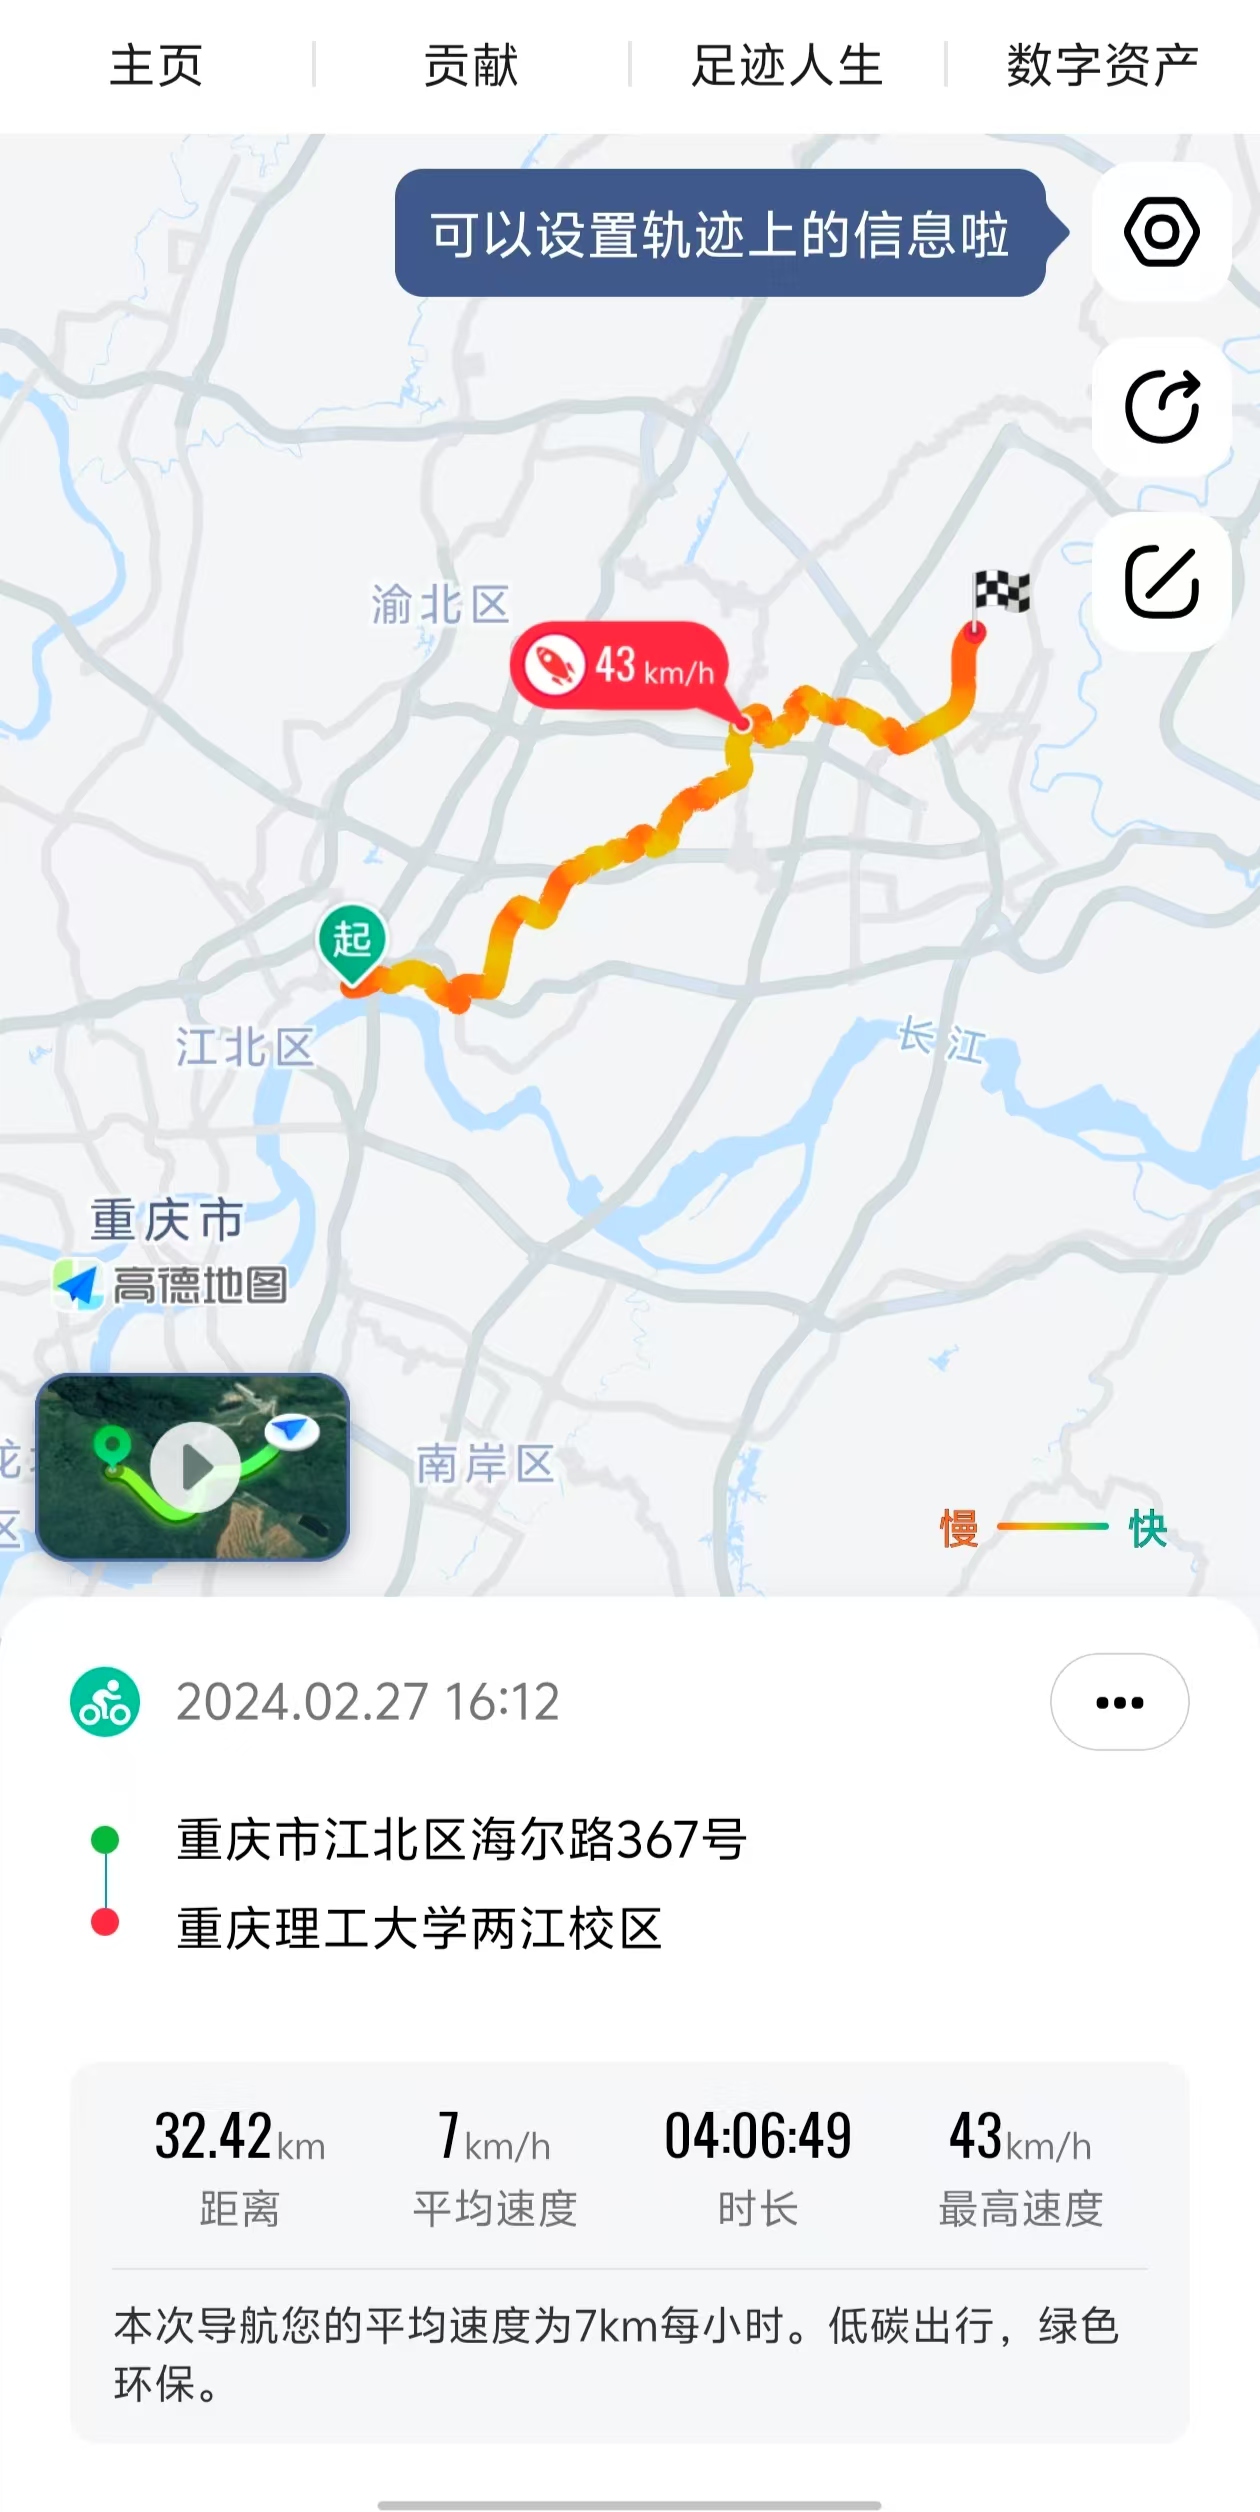 主页
贡献
足迹人生
数字资产
可以设置轨迹上的信息啦
渝北区
43 km/h
起
江北区
长江
重庆市
高德地图
南岸区
区
慢
快
2024.02.27 16:12
重庆市江北区海尔路367号
重庆理工大学两江校区
32.42km
7km/h
04:06:49
43km/h
距离
平均速度
时长
最高速度
本次导航您的平均速度为7km每小时。低碳出行，绿色
环保。